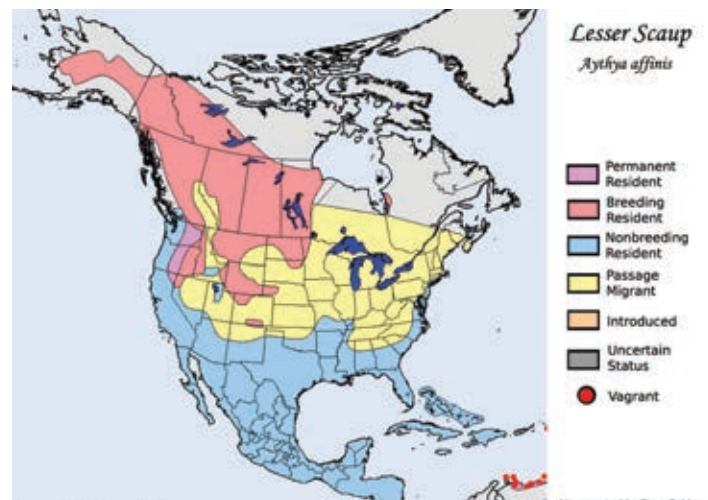 Lesser Scaup
Aythya affinis
Permanent
Resident
Breeding
Resident
Nonbreeding
Resident
Passage
Migrant
Introduced
Uncertain
Status
Vagrant